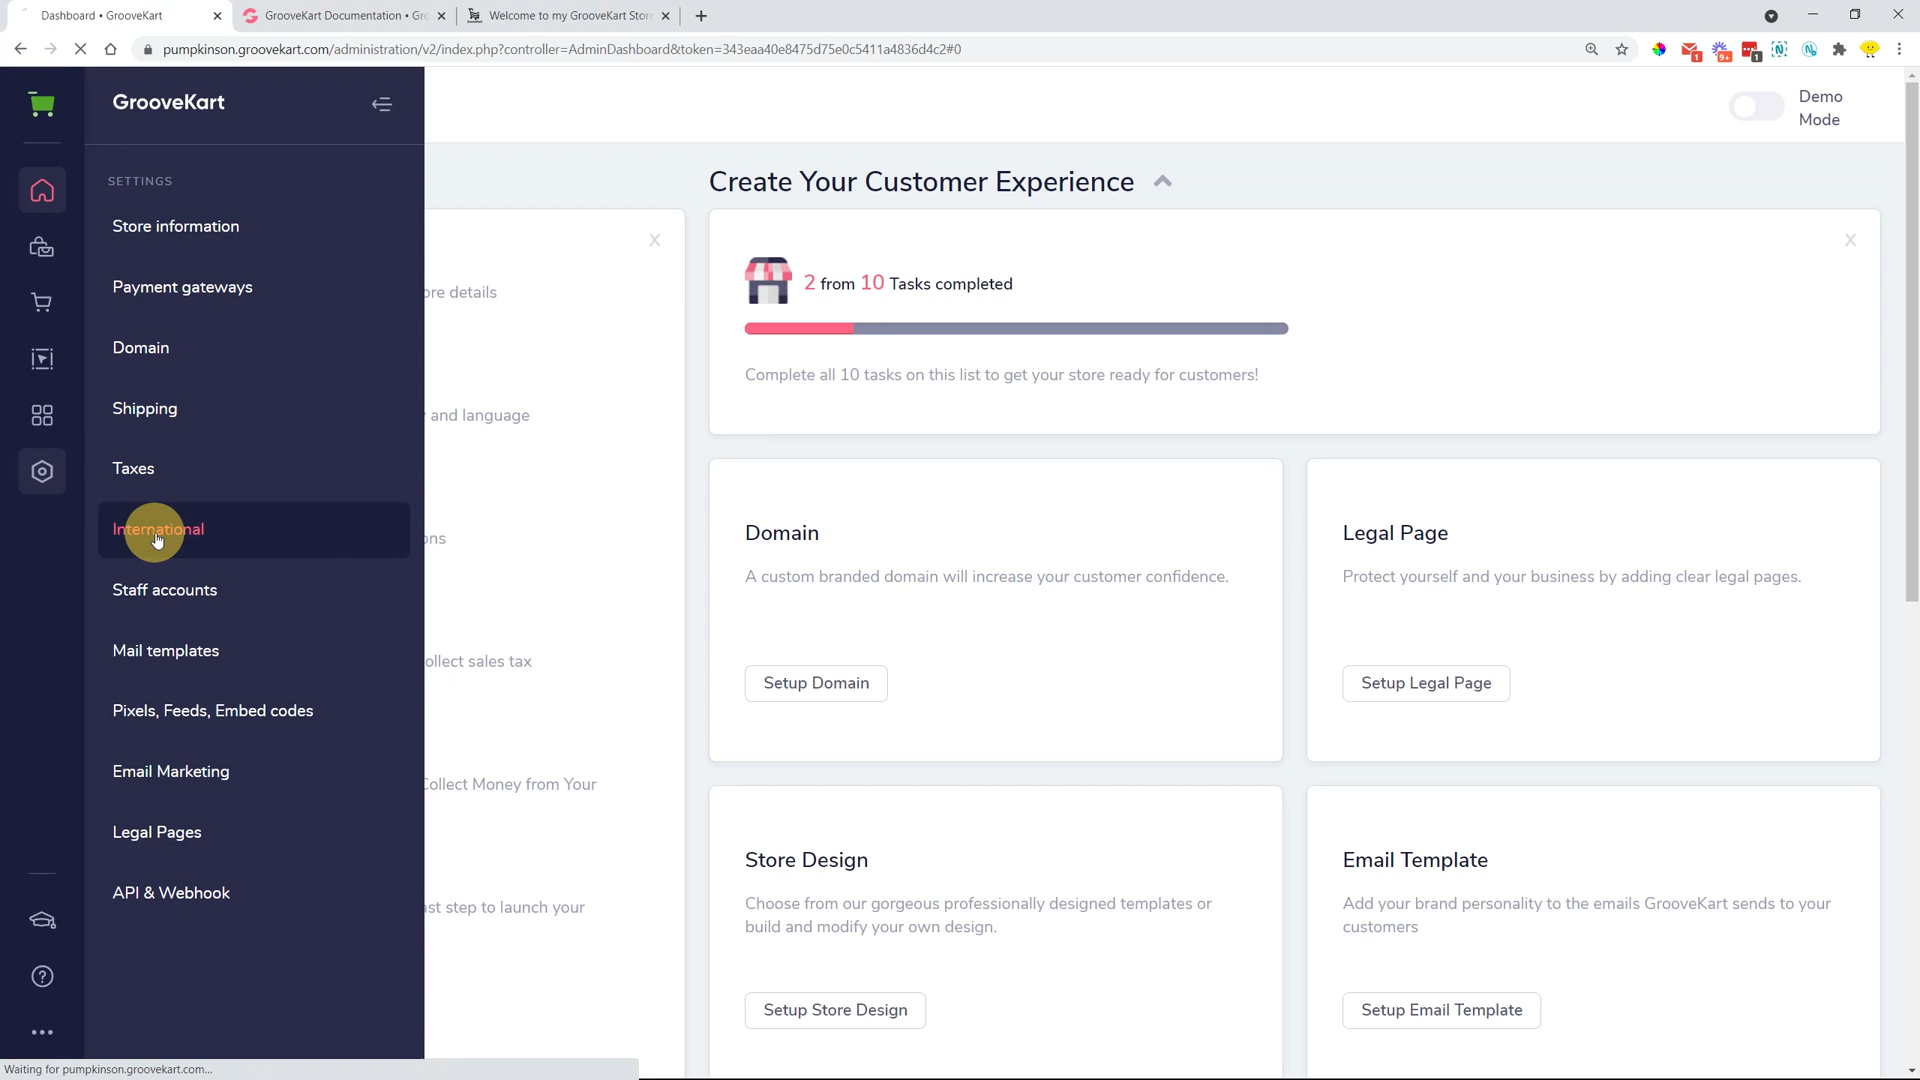 Dashboard • GrooveKart
GrooveKart Documentation • Gr
Welcome to my GrooveKart Store
pumpkinson.groovekart.com/administration/v2/index.php?controller=AdminDashboard&token=343eaa40e8475d75e0c5411a4836d4c2#0
1
9+
1
GrooveKart
Demo
Mode
SETTINGS
Store information
Payment gateways
Domain
Shipping
Taxes
International
Staff accounts
Mail templates
Pixels, Feeds, Embed codes
Email Marketing
Legal Pages
API & Webhook
X
ore details
and language
ons
ollect sales tax
Collect Money from Your
ast step to launch your
Create Your Customer Experience
X
2 from 10 Tasks completed
Complete all 10 tasks on this list to get your store ready for customers!
Domain
A custom branded domain will increase your customer confidence.
Setup Domain
Legal Page
Protect yourself and your business by adding clear legal pages.
Setup Legal Page
Store Design
Choose from our gorgeous professionally designed templates or
build and modify your own design.
Setup Store Design
Email Template
Add your brand personality to the emails GrooveKart sends to your
customers
Setup Email Template
Waiting for pumpkinson.groovekart.com...